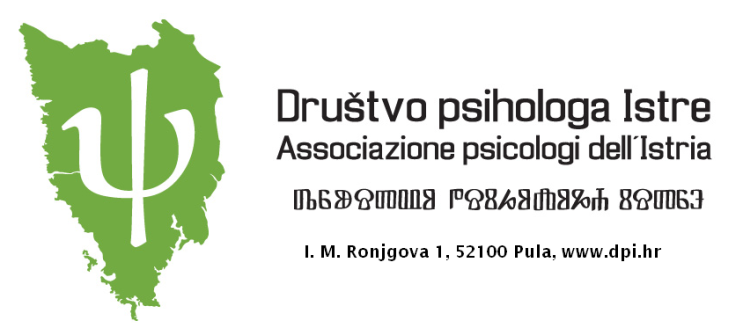 ψ
Društvo psihologa Istre
Associazione psicologi dell´Istria
I. M. Ronjgova 1, 52100 Pula, www.dpi.hr